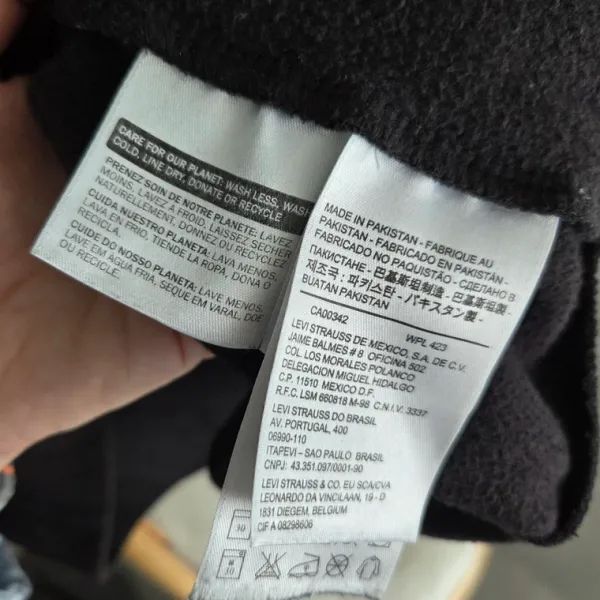 CARE FOR OUR PLANET: WASH LESS, WASH
COLD, LINE DRY, DONATE OR RECYCLE
PRENEZ SOIN DE NOTRE PLANETE: LAVEZ
MOINS, LAVEZ À FROID, LAISSEZ SECHER
NATURELLEMENT, DONNEZ OU RECYCLEZ
CUIDA NUESTRO PLANETA: LAVA MENOS,
LAVA EN FRIO, TIENDE LA ROPA, DONA O
RECICLA.
CUIDE DO NOSSO PLANETA: LAVE MENOS,
LAVE EM AGUA FRIA, SEQUE EM VARAL, DOE
OU RECICLE.
MADE IN PAKISTAN - FABRIQUE AU
PAKISTAN - FABRICADO EN PAKISTÁN -
FABRICADO NO PAQUISTÃO - СДЕЛАНО В
ПАКИСТАНЕ - 巴基斯坦制造 - 巴基斯坦製造 -
제조국 : 파키스탄 - パキスタン製 -
BUATAN PAKISTAN
CA00342 WPL 423
LEVI STRAUSS DE MEXICO, S.A. DE C.V.
JAIME BALMES # 8 OFICINA 502
COL. LOS MORALES POLANCO
DELEGACION MIGUEL HIDALGO
C.P. 11510 MEXICO D.F.
R.F.C. LSM 660818 M-98 C.N.I.V. 3337
LEVI STRAUSS DO BRASIL
AV. PORTUGAL, 400
06990-110
ITAPEVI - SAO PAULO BRASIL
CNPJ: 43.351.097/0001-90
LEVI STRAUSS & CO. EU SCA/CVA
LEONARDO DA VINCILAAN, 19 - D
1831 DIEGEM, BELGIUM
CIF A 08298606
30